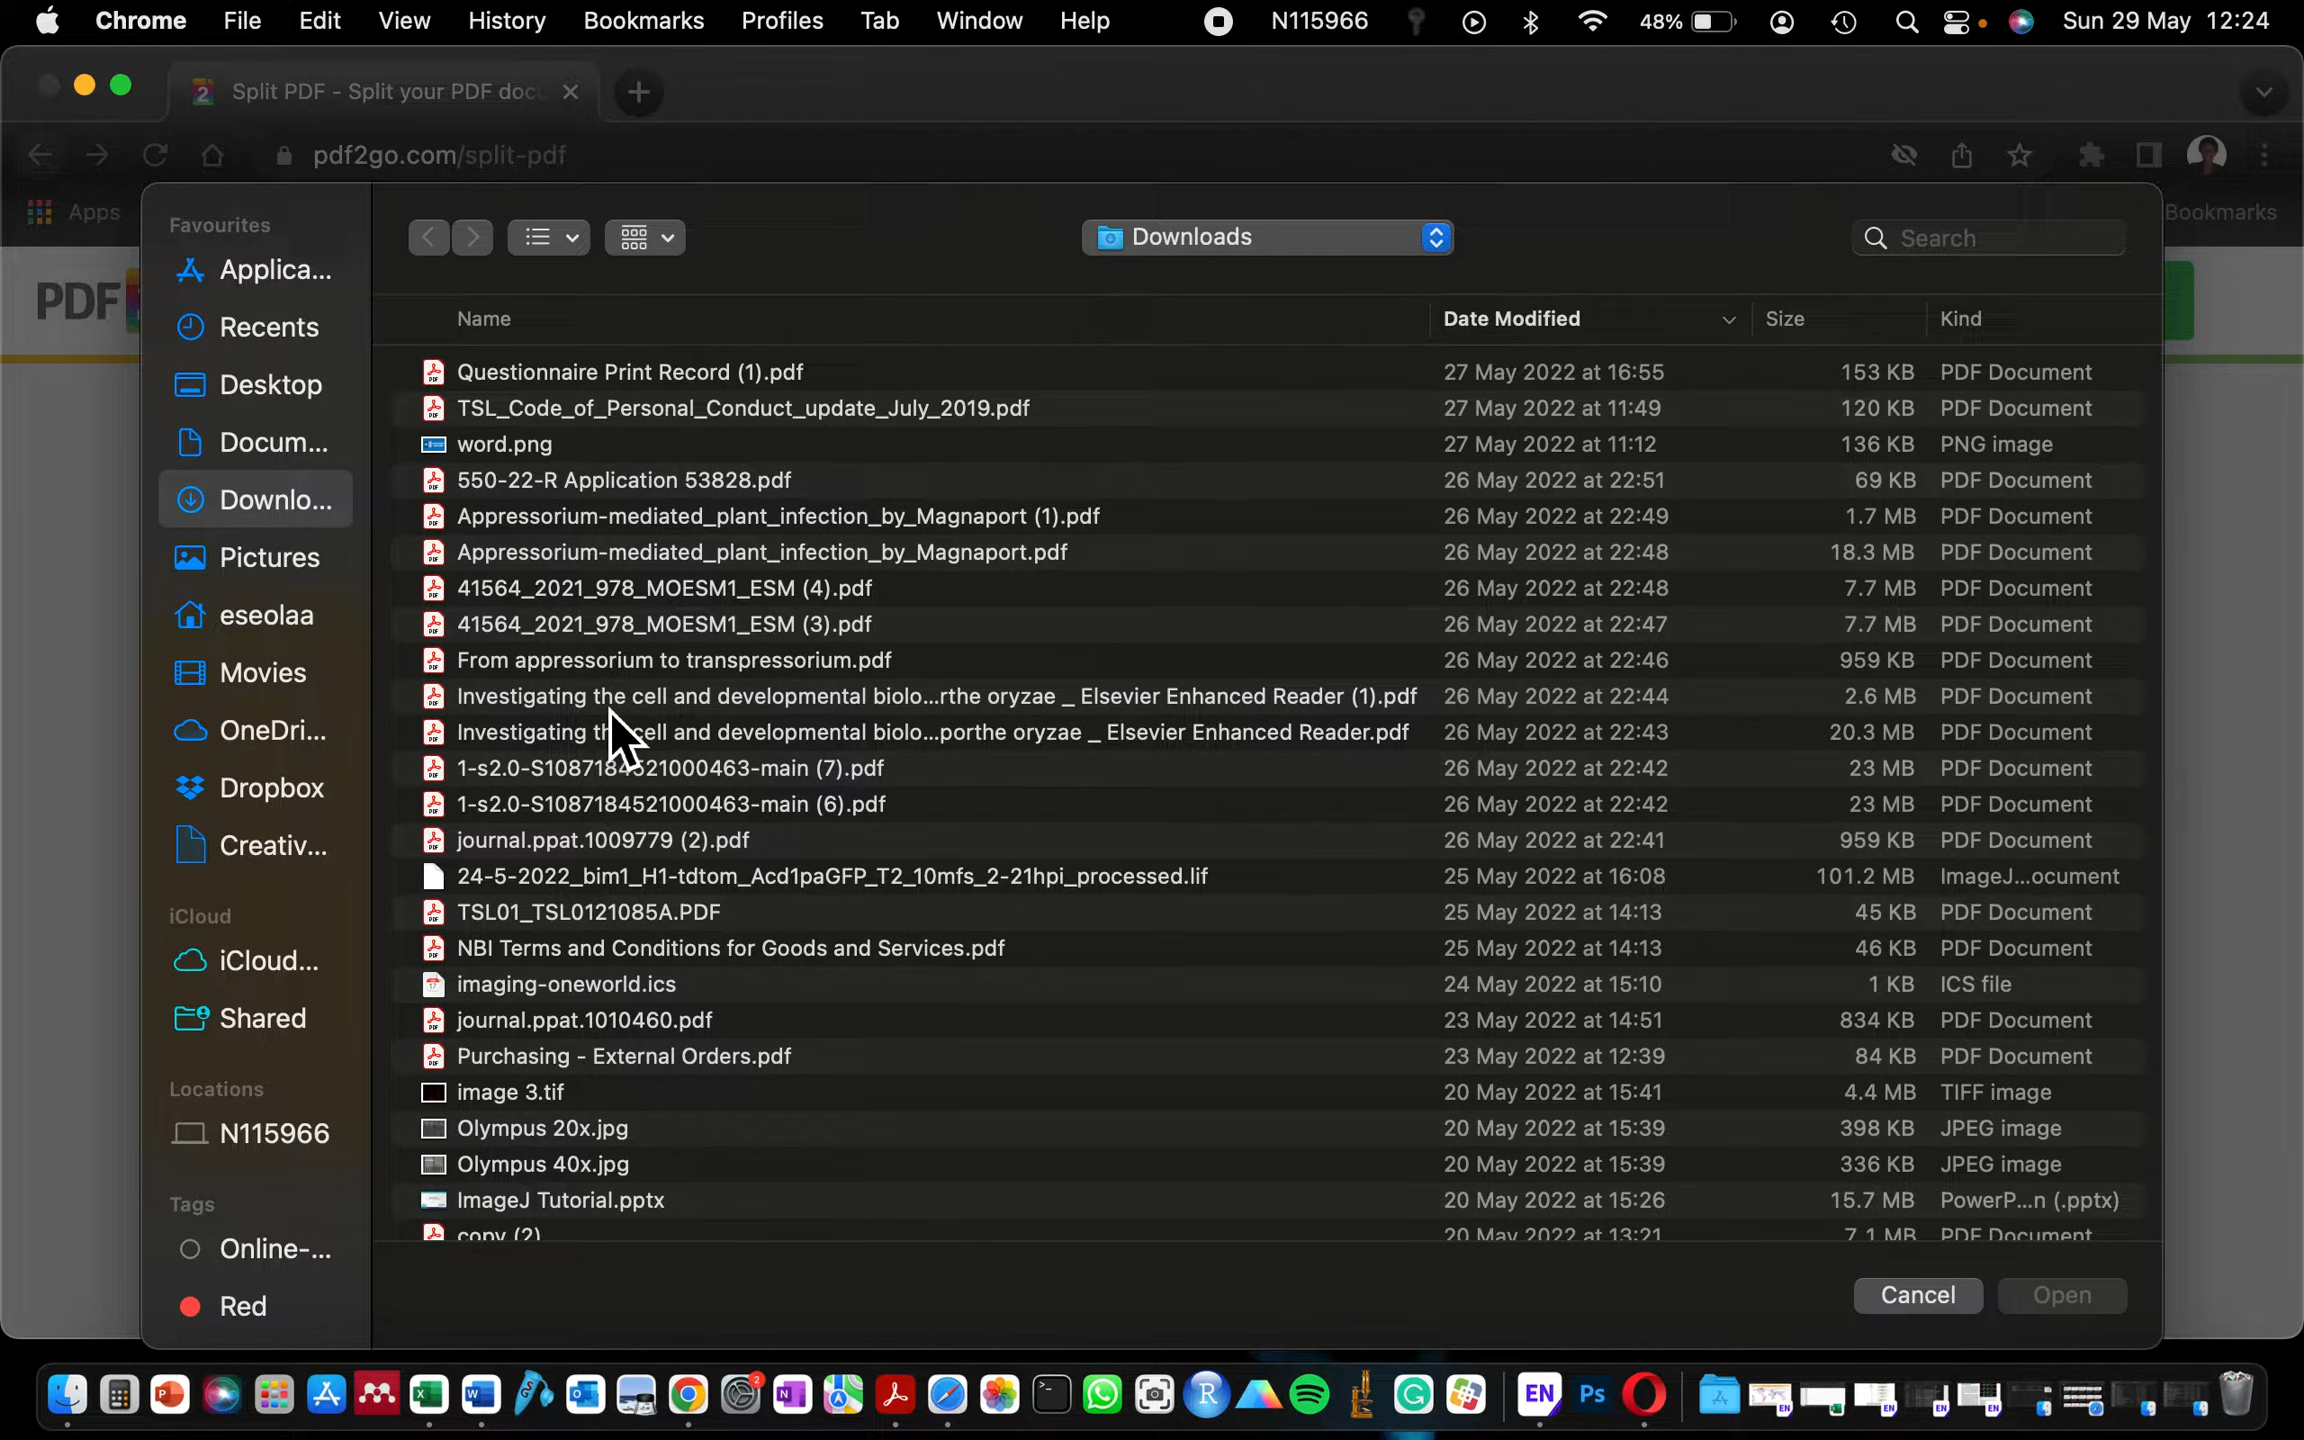 Chrome File Edit View History Bookmarks Profiles Tab Window Help N115966 48% Sun 29 May 12:24
2 Split PDF - Split your PDF doc
pdf2go.com/split-pdf
Apps Bookmarks
PDF
Favourites
Applica...
Recents
Desktop
Docum...
Downlo...
Pictures
eseolaa
Movies
OneDri...
Dropbox
Creativ...
iCloud
iCloud...
Shared
Locations
N115966
Tags
Online-...
Red
Downloads Search
Name Date Modified Size Kind
Questionnaire Print Record (1).pdf 27 May 2022 at 16:55 153 KB PDF Document
TSL_Code_of_Personal_Conduct_update_July_2019.pdf 27 May 2022 at 11:49 120 KB PDF Document
word.png 27 May 2022 at 11:12 136 KB PNG image
550-22-R Application 53828.pdf 26 May 2022 at 22:51 69 KB PDF Document
Appressorium-mediated_plant_infection_by_Magnaport (1).pdf 26 May 2022 at 22:49 1.7 MB PDF Document
Appressorium-mediated_plant_infection_by_Magnaport.pdf 26 May 2022 at 22:48 18.3 MB PDF Document
41564_2021_978_MOESM1_ESM (4).pdf 26 May 2022 at 22:48 7.7 MB PDF Document
41564_2021_978_MOESM1_ESM (3).pdf 26 May 2022 at 22:47 7.7 MB PDF Document
From appressorium to transpressorium.pdf 26 May 2022 at 22:46 959 KB PDF Document
Investigating the cell and developmental biolo...rthe oryzae _ Elsevier Enhanced Reader (1).pdf 26 May 2022 at 22:44 2.6 MB PDF Document
Investigating the cell and developmental biolo...porthe oryzae _ Elsevier Enhanced Reader.pdf 26 May 2022 at 22:43 20.3 MB PDF Document
1-s2.0-S1087184521000463-main (7).pdf 26 May 2022 at 22:42 23 MB PDF Document
1-s2.0-S1087184521000463-main (6).pdf 26 May 2022 at 22:42 23 MB PDF Document
journal.ppat.1009779 (2).pdf 26 May 2022 at 22:41 959 KB PDF Document
24-5-2022_bim1_H1-tdtom_Acd1paGFP_T2_10mfs_2-21hpi_processed.lif 25 May 2022 at 16:08 101.2 MB ImageJ...ocument
TSL01_TSL0121085A.PDF 25 May 2022 at 14:13 45 KB PDF Document
NBI Terms and Conditions for Goods and Services.pdf 25 May 2022 at 14:13 46 KB PDF Document
imaging-oneworld.ics 24 May 2022 at 15:10 1 KB ICS file
journal.ppat.1010460.pdf 23 May 2022 at 14:51 834 KB PDF Document
Purchasing - External Orders.pdf 23 May 2022 at 12:39 84 KB PDF Document
image 3.tif 20 May 2022 at 15:41 4.4 MB TIFF image
Olympus 20x.jpg 20 May 2022 at 15:39 398 KB JPEG image
Olympus 40x.jpg 20 May 2022 at 15:39 336 KB JPEG image
ImageJ Tutorial.pptx 20 May 2022 at 15:26 15.7 MB PowerP...n (.pptx)
copy (2) 20 May 2022 at 13:21 7.1 MB PDF Document
Cancel Open
2 EN Ps